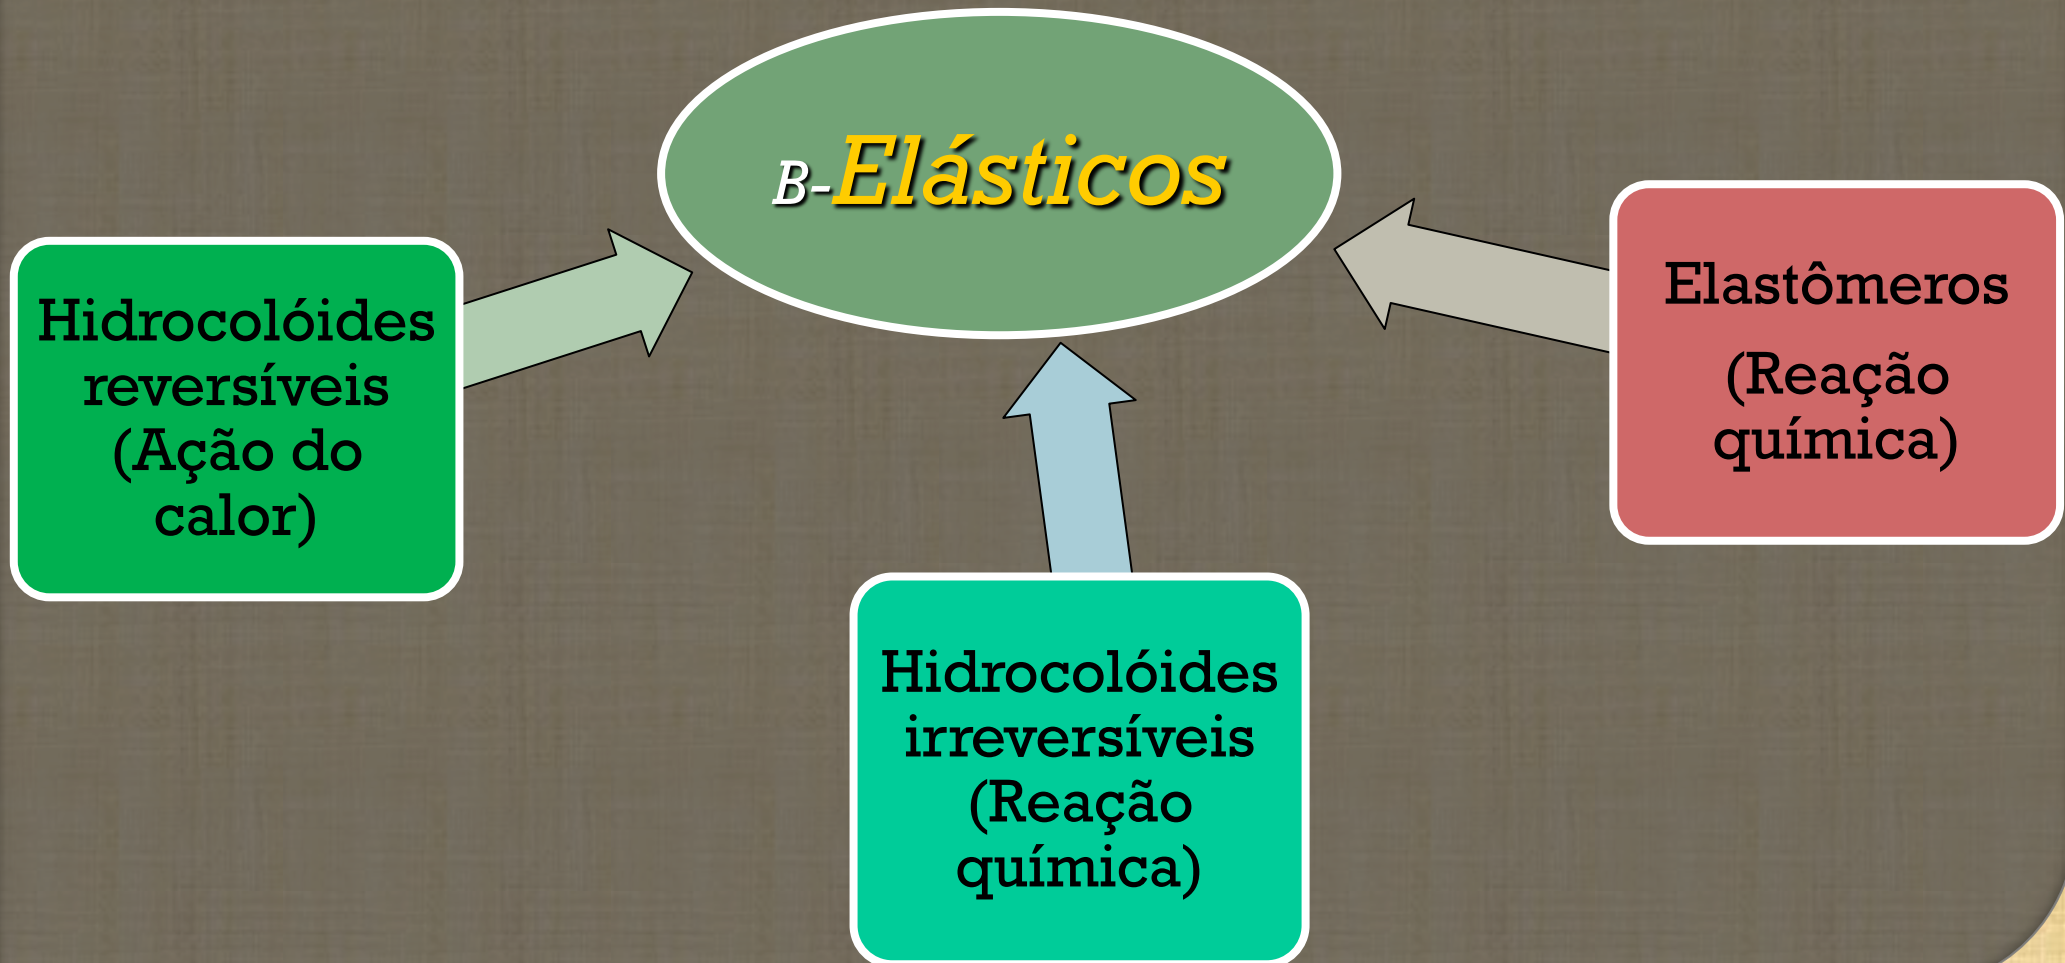 B-Elásticos
Hidrocolóides
reversíveis
(Ação do
calor)
Hidrocolóides
irreversíveis
(Reação
química)
Elastômeros
(Reação
química)